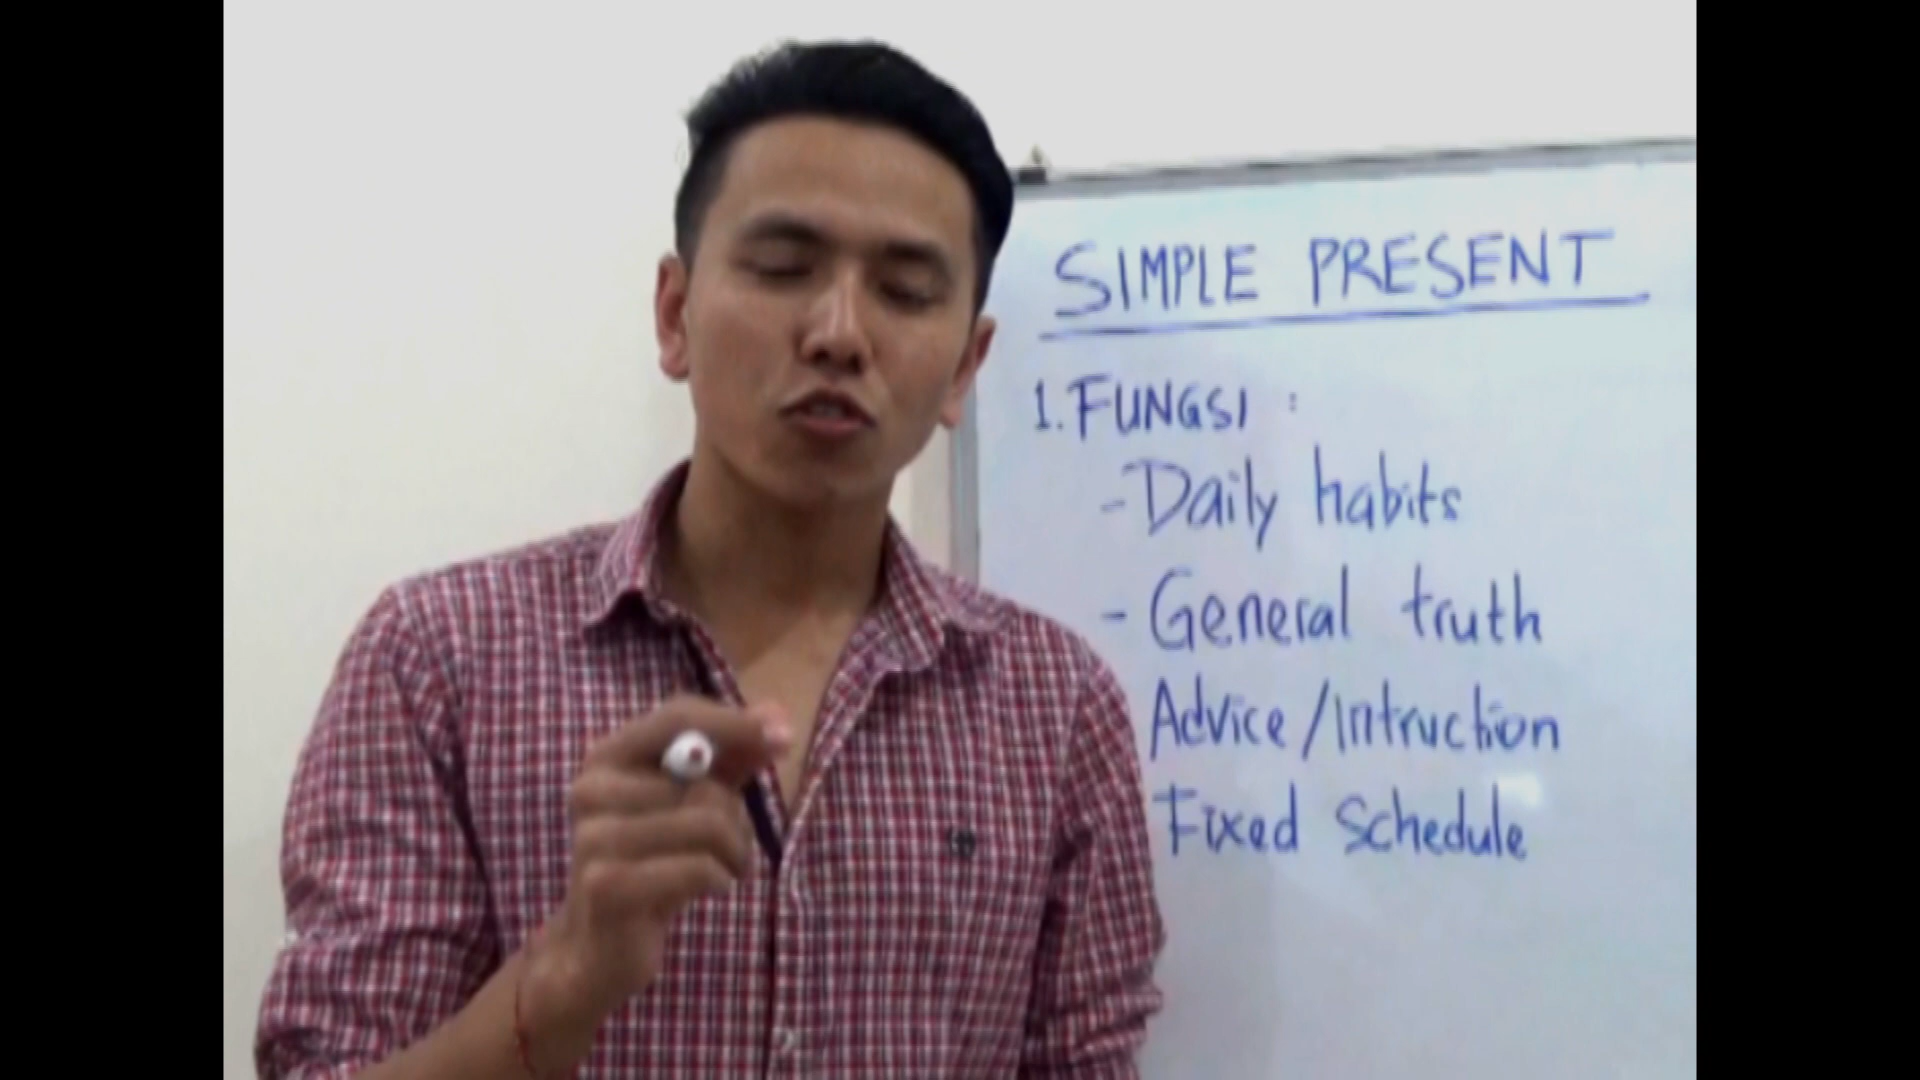 SIMPLE PRESENT
1. FUNGSI :
- Daily habits
- General truth
Advice/Intruction
Fixed Schedule